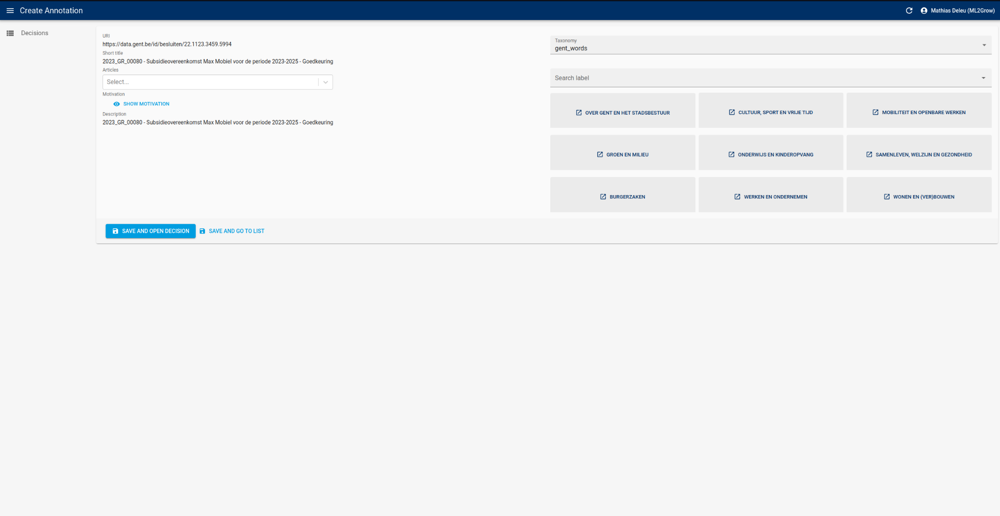 Create Annotation
Mathias Deleu (ML2Grow)
Decisions
URI
https://data.gent.be/id/besluiten/22.1123.3459.5994
Short title
2023_GR_00080 - Subsidieovereenkomst Max Mobiel voor de periode 2023-2025 - Goedkeuring
Articles
Select...
Motivation
SHOW MOTIVATION
Description
2023_GR_00080 - Subsidieovereenkomst Max Mobiel voor de periode 2023-2025 - Goedkeuring
Taxonomy
gent_words
Search label
OVER GENT EN HET STADSBESTUUR
CULTUUR, SPORT EN VRIJE TIJD
MOBILITEIT EN OPENBARE WERKEN
GROEN EN MILIEU
ONDERWIJS EN KINDEROPVANG
SAMENLEVEN, WELZIJN EN GEZONDHEID
BURGERZAKEN
WERKEN EN ONDERNEMEN
WONEN EN (VER)BOUWEN
SAVE AND OPEN DECISION
SAVE AND GO TO LIST